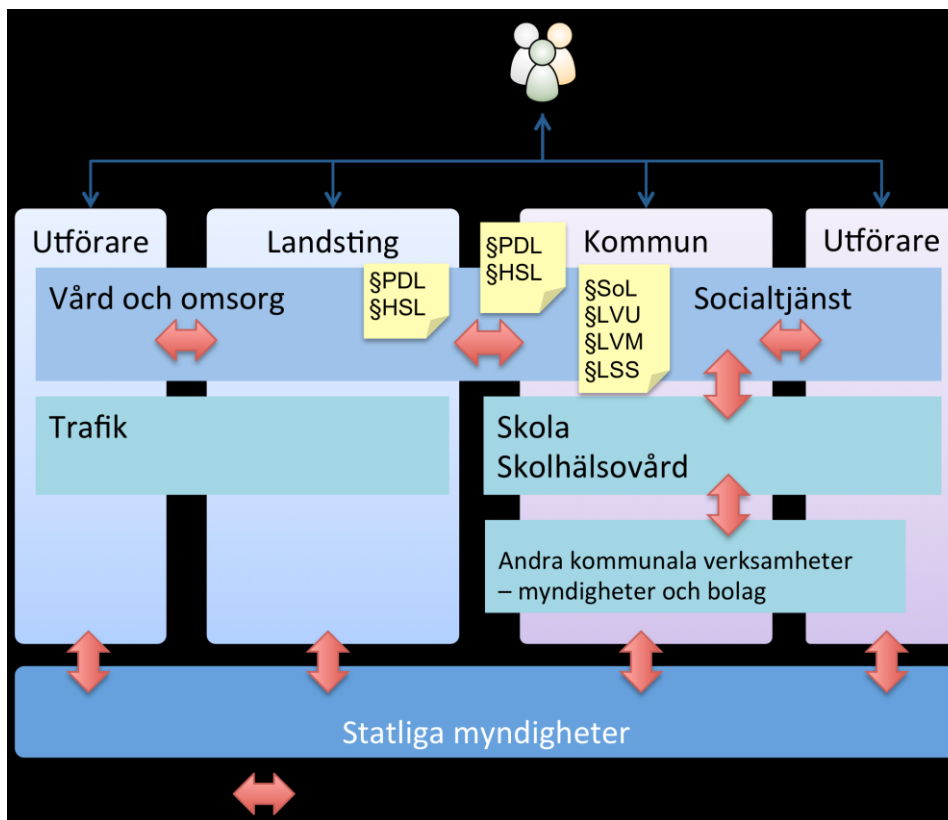 Utförare
Landsting
Kommun
Utförare
Vård och omsorg
§PDL
§HSL
§PDL
§HSL
§SoL
§LVU
§LVM
§LSS
Socialtjänst
Trafik
Skola
Skolhälsovård
Andra kommunala verksamheter
– myndigheter och bolag
Statliga myndigheter